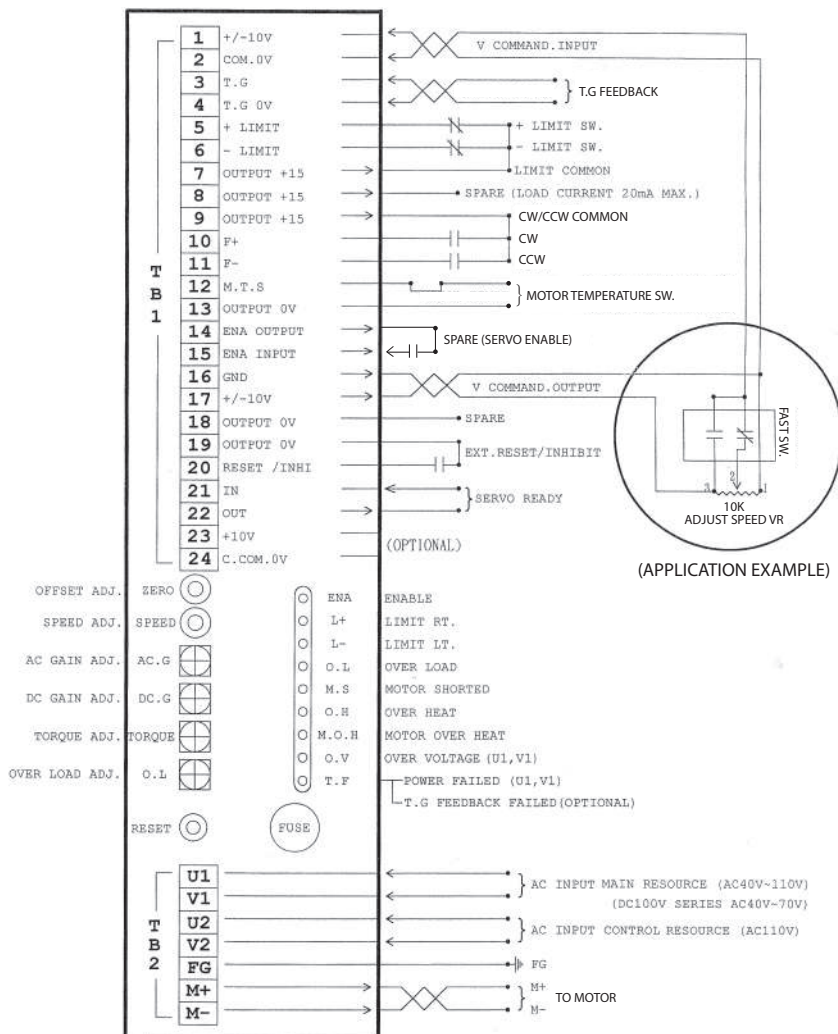 1 +/-10V V COMMAND.INPUT
2 COM.0V
3 T.G T.G FEEDBACK
4 T.G 0V
5 + LIMIT + LIMIT SW.
6 - LIMIT - LIMIT SW.
7 OUTPUT +15 LIMIT COMMON
8 OUTPUT +15 SPARE (LOAD CURRENT 20mA MAX.)
9 OUTPUT +15 CW/CCW COMMON
10 F+ CW
11 F- CCW
TB1
12 M.T.S MOTOR TEMPERATURE SW.
13 OUTPUT 0V
14 ENA OUTPUT SPARE (SERVO ENABLE)
15 ENA INPUT
16 GND V COMMAND.OUTPUT
17 +/-10V
18 OUTPUT 0V SPARE
19 OUTPUT 0V EXT.RESET/INHIBIT
20 RESET /INHI
21 IN SERVO READY
22 OUT
23 +10V (OPTIONAL)
24 C.COM.0V
FAST SW.
3 2 1
10K
ADJUST SPEED VR
(APPLICATION EXAMPLE)
OFFSET ADJ. ZERO
SPEED ADJ. SPEED
AC GAIN ADJ. AC.G
DC GAIN ADJ. DC.G
TORQUE ADJ. TORQUE
OVER LOAD ADJ. O.L
RESET
FUSE
ENA ENABLE
L+ LIMIT RT.
L- LIMIT LT.
O.L OVER LOAD
M.S MOTOR SHORTED
O.H OVER HEAT
M.O.H MOTOR OVER HEAT
O.V OVER VOLTAGE (U1,V1)
T.F POWER FAILED (U1,V1)
T.G FEEDBACK FAILED(OPTIONAL)
TB2
U1 AC INPUT MAIN RESOURCE (AC40V~110V)
V1 (DC100V SERIES AC40V~70V)
U2 AC INPUT CONTROL RESOURCE (AC110V)
V2
FG FG
M+ M+ TO MOTOR
M- M-